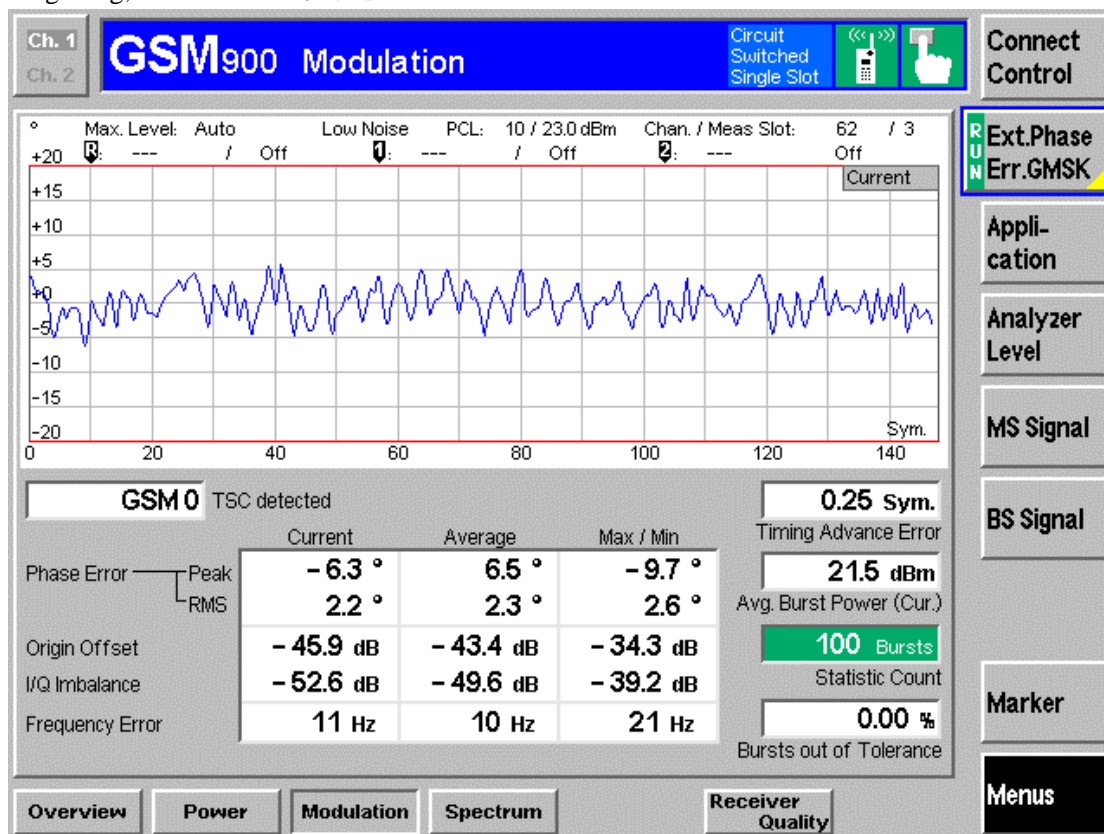 Ch. 1
Ch. 2
GSM900 Modulation
Circuit
Switched
Single Slot
Connect
Control
° Max. Level: Auto Low Noise PCL: 10 / 23.0 dBm Chan. / Meas Slot: 62 / 3
R: --- / Off 1: --- / Off 2: --- Off
Current
+20
+15
+10
+5
+0
-5
-10
-15
-20
Sym.
0 20 40 60 80 100 120 140
RUN
Ext.Phase
Err.GMSK
Appli-
cation
Analyzer
Level
MS Signal
BS Signal
Marker
Menus
GSM 0 TSC detected
Current Average Max / Min
Phase Error Peak – 6.3 ° 6.5 ° – 9.7 °
RMS 2.2 ° 2.3 ° 2.6 °
Origin Offset – 45.9 dB – 43.4 dB – 34.3 dB
I/Q Imbalance – 52.6 dB – 49.6 dB – 39.2 dB
Frequency Error 11 Hz 10 Hz 21 Hz
0.25 Sym.
Timing Advance Error
21.5 dBm
Avg. Burst Power (Cur.)
100 Bursts
Statistic Count
0.00 %
Bursts out of Tolerance
Overview Power Modulation Spectrum Receiver
Quality